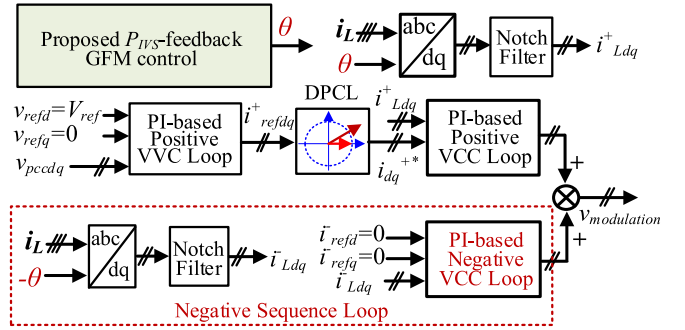 Proposed P_IVS-feedback
GFM control
θ
i_L
θ
abc
dq
Notch
Filter
i^+_Ldq
v_refd=V_ref
v_refq=0
v_pccdq
PI-based
Positive
VVC Loop
i^+_refdq
DPCL
i^+_Ldq
i_dq^+*
PI-based
Positive
VCC Loop
+
+
v_modulation
i_L
-θ
abc
dq
Notch
Filter
i^-_Ldq
i^-_refd=0
i^-_refq=0
i^-_Ldq
PI-based
Negative
VCC Loop
Negative Sequence Loop